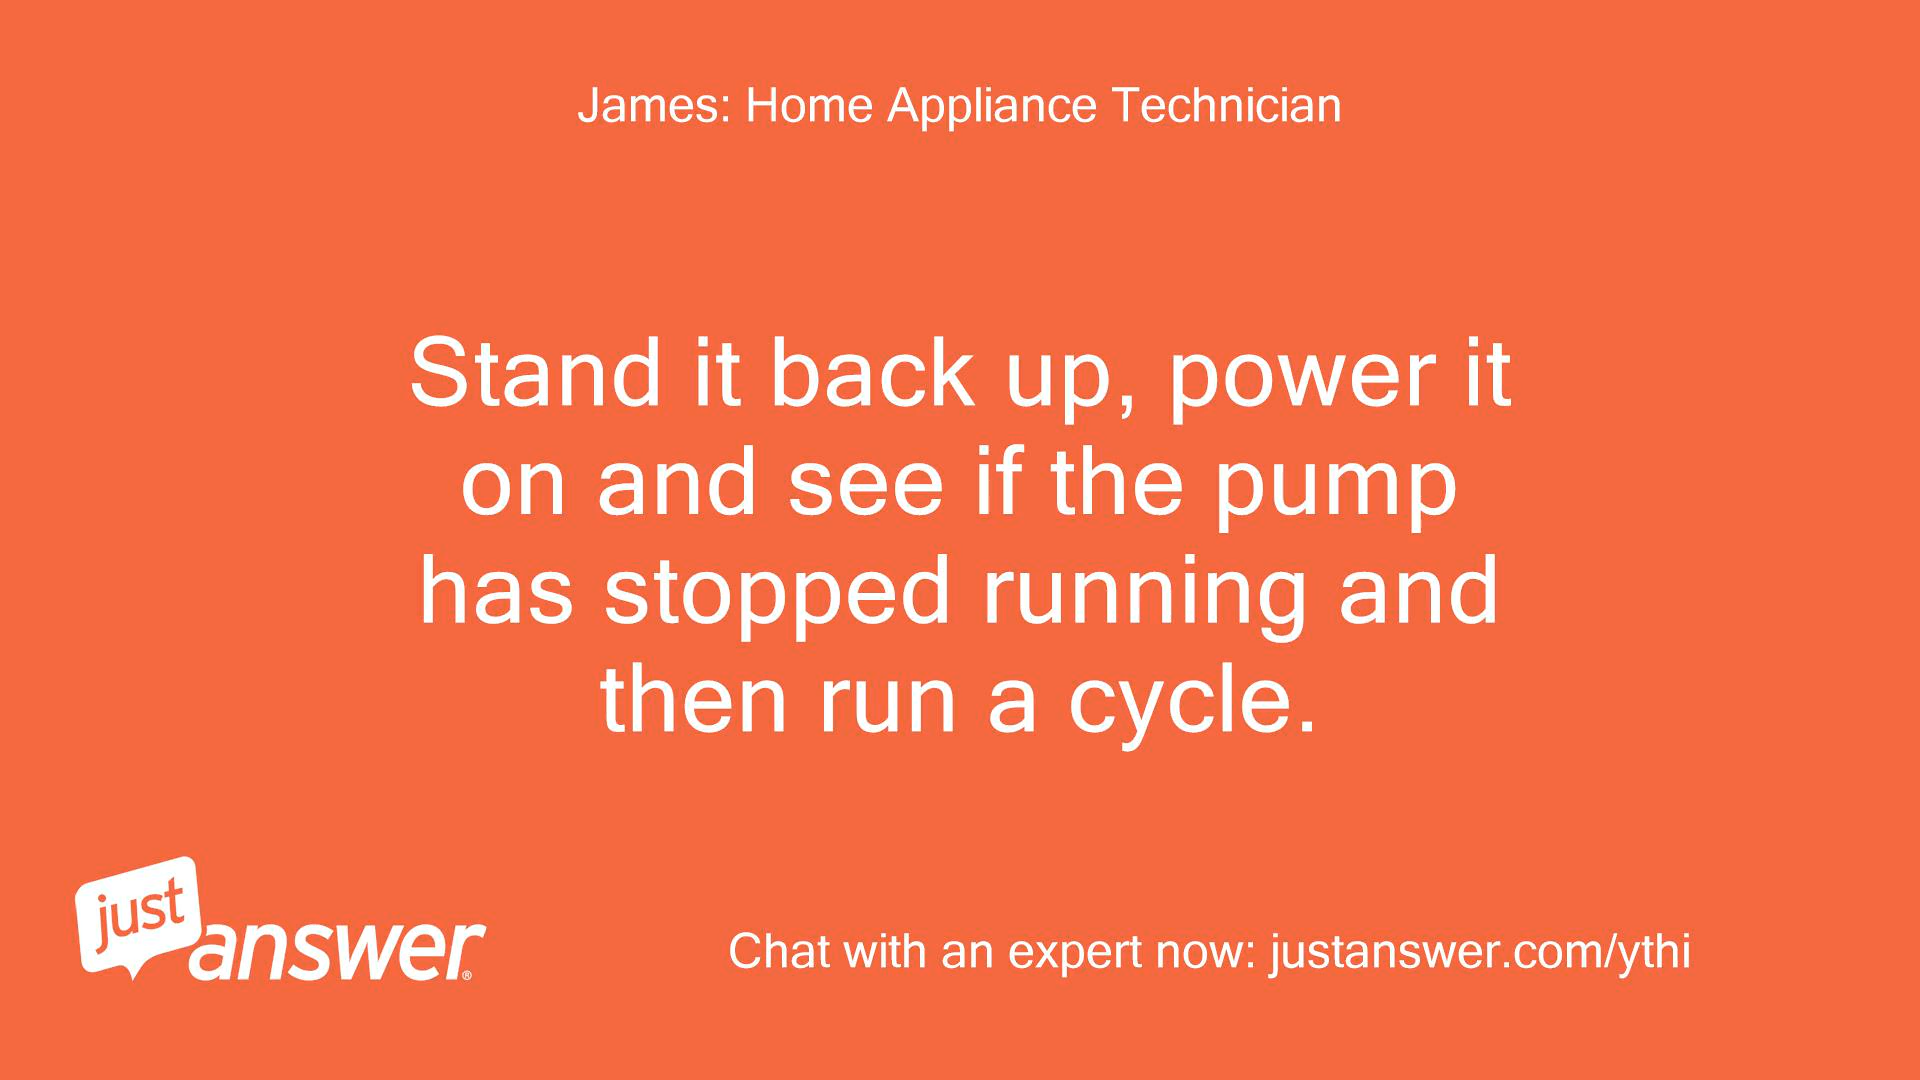 James: Home Appliance Technician
Stand it back up, power it
on and see if the pump
has stopped running and
then run a cycle.
just
answer®
Chat with an expert now: justanswer.com/ythi